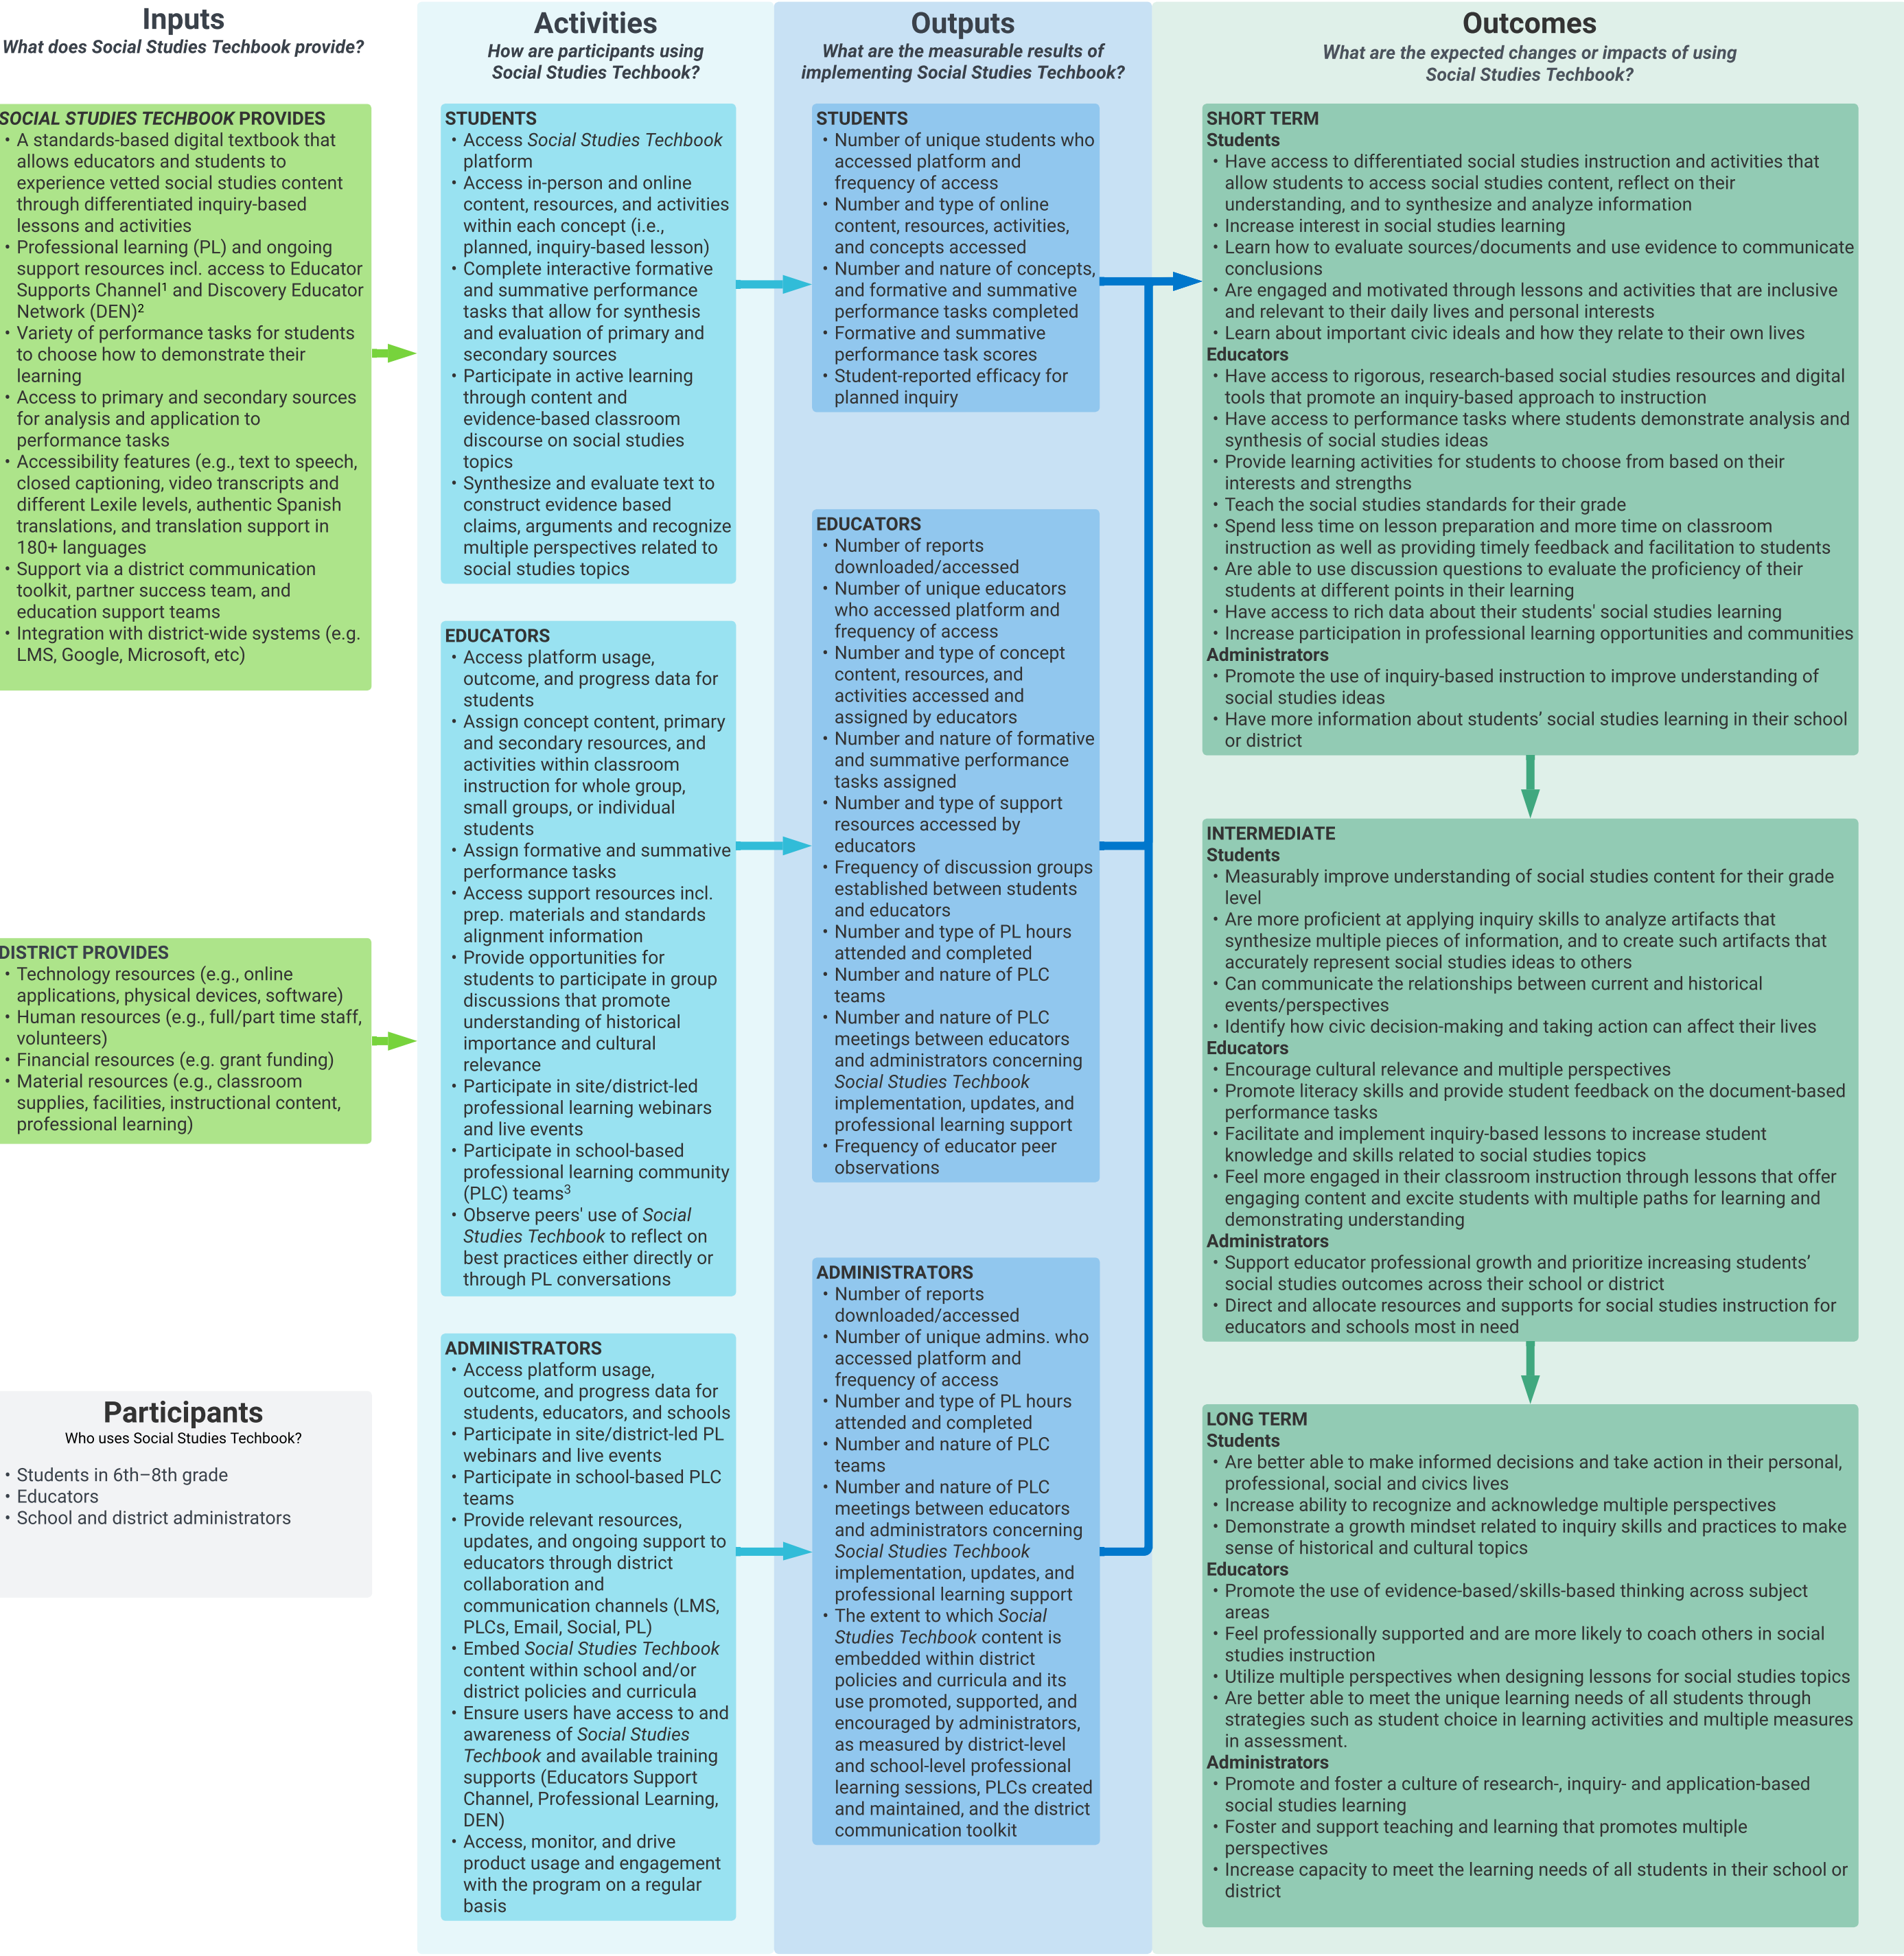 Inputs
What does Social Studies Techbook provide?
SOCIAL STUDIES TECHBOOK PROVIDES
• A standards-based digital textbook that
allows educators and students to
experience vetted social studies content
through differentiated inquiry-based
lessons and activities
• Professional learning (PL) and ongoing
support resources incl. access to Educator
Supports Channel¹ and Discovery Educator
Network (DEN)²
• Variety of performance tasks for students
to choose how to demonstrate their
learning
• Access to primary and secondary sources
for analysis and application to
performance tasks
• Accessibility features (e.g., text to speech,
closed captioning, video transcripts and
different Lexile levels, authentic Spanish
translations, and translation support in
180+ languages
• Support via a district communication
toolkit, partner success team, and
education support teams
• Integration with district-wide systems (e.g.
LMS, Google, Microsoft, etc)
DISTRICT PROVIDES
• Technology resources (e.g., online
applications, physical devices, software)
• Human resources (e.g., full/part time staff,
volunteers)
• Financial resources (e.g. grant funding)
• Material resources (e.g., classroom
supplies, facilities, instructional content,
professional learning)
Participants
Who uses Social Studies Techbook?
• Students in 6th–8th grade
• Educators
• School and district administrators
Activities
How are participants using
Social Studies Techbook?
STUDENTS
• Access Social Studies Techbook
platform
• Access in-person and online
content, resources, and activities
within each concept (i.e.,
planned, inquiry-based lesson)
• Complete interactive formative
and summative performance
tasks that allow for synthesis
and evaluation of primary and
secondary sources
• Participate in active learning
through content and
evidence-based classroom
discourse on social studies
topics
• Synthesize and evaluate text to
construct evidence based
claims, arguments and recognize
multiple perspectives related to
social studies topics
EDUCATORS
• Access platform usage,
outcome, and progress data for
students
• Assign concept content, primary
and secondary resources, and
activities within classroom
instruction for whole group,
small groups, or individual
students
• Assign formative and summative
performance tasks
• Access support resources incl.
prep. materials and standards
alignment information
• Provide opportunities for
students to participate in group
discussions that promote
understanding of historical
importance and cultural
relevance
• Participate in site/district-led
professional learning webinars
and live events
• Participate in school-based
professional learning community
(PLC) teams³
• Observe peers' use of Social
Studies Techbook to reflect on
best practices either directly or
through PL conversations
ADMINISTRATORS
• Access platform usage,
outcome, and progress data for
students, educators, and schools
• Participate in site/district-led PL
webinars and live events
• Participate in school-based PLC
teams
• Provide relevant resources,
updates, and ongoing support to
educators through district
collaboration and
communication channels (LMS,
PLCs, Email, Social, PL)
• Embed Social Studies Techbook
content within school and/or
district policies and curricula
• Ensure users have access to and
awareness of Social Studies
Techbook and available training
supports (Educators Support
Channel, Professional Learning,
DEN)
• Access, monitor, and drive
product usage and engagement
with the program on a regular
basis
Outputs
What are the measurable results of
implementing Social Studies Techbook?
STUDENTS
• Number of unique students who
accessed platform and
frequency of access
• Number and type of online
content, resources, activities,
and concepts accessed
• Number and nature of concepts,
and formative and summative
performance tasks completed
• Formative and summative
performance task scores
• Student-reported efficacy for
planned inquiry
EDUCATORS
• Number of reports
downloaded/accessed
• Number of unique educators
who accessed platform and
frequency of access
• Number and type of concept
content, resources, and
activities accessed and
assigned by educators
• Number and nature of formative
and summative performance
tasks assigned
• Number and type of support
resources accessed by
educators
• Frequency of discussion groups
established between students
and educators
• Number and type of PL hours
attended and completed
• Number and nature of PLC
teams
• Number and nature of PLC
meetings between educators
and administrators concerning
Social Studies Techbook
implementation, updates, and
professional learning support
• Frequency of educator peer
observations
ADMINISTRATORS
• Number of reports
downloaded/accessed
• Number of unique admins. who
accessed platform and
frequency of access
• Number and type of PL hours
attended and completed
• Number and nature of PLC
teams
• Number and nature of PLC
meetings between educators
and administrators concerning
Social Studies Techbook
implementation, updates, and
professional learning support
• The extent to which Social
Studies Techbook content is
embedded within district
policies and curricula and its
use promoted, supported, and
encouraged by administrators,
as measured by district-level
and school-level professional
learning sessions, PLCs created
and maintained, and the district
communication toolkit
Outcomes
What are the expected changes or impacts of using
Social Studies Techbook?
SHORT TERM
Students
• Have access to differentiated social studies instruction and activities that
allow students to access social studies content, reflect on their
understanding, and to synthesize and analyze information
• Increase interest in social studies learning
• Learn how to evaluate sources/documents and use evidence to communicate
conclusions
• Are engaged and motivated through lessons and activities that are inclusive
and relevant to their daily lives and personal interests
• Learn about important civic ideals and how they relate to their own lives
Educators
• Have access to rigorous, research-based social studies resources and digital
tools that promote an inquiry-based approach to instruction
• Have access to performance tasks where students demonstrate analysis and
synthesis of social studies ideas
• Provide learning activities for students to choose from based on their
interests and strengths
• Teach the social studies standards for their grade
• Spend less time on lesson preparation and more time on classroom
instruction as well as providing timely feedback and facilitation to students
• Are able to use discussion questions to evaluate the proficiency of their
students at different points in their learning
• Have access to rich data about their students' social studies learning
• Increase participation in professional learning opportunities and communities
Administrators
• Promote the use of inquiry-based instruction to improve understanding of
social studies ideas
• Have more information about students’ social studies learning in their school
or district
INTERMEDIATE
Students
• Measurably improve understanding of social studies content for their grade
level
• Are more proficient at applying inquiry skills to analyze artifacts that
synthesize multiple pieces of information, and to create such artifacts that
accurately represent social studies ideas to others
• Can communicate the relationships between current and historical
events/perspectives
• Identify how civic decision-making and taking action can affect their lives
Educators
• Encourage cultural relevance and multiple perspectives
• Promote literacy skills and provide student feedback on the document-based
performance tasks
• Facilitate and implement inquiry-based lessons to increase student
knowledge and skills related to social studies topics
• Feel more engaged in their classroom instruction through lessons that offer
engaging content and excite students with multiple paths for learning and
demonstrating understanding
Administrators
• Support educator professional growth and prioritize increasing students’
social studies outcomes across their school or district
• Direct and allocate resources and supports for social studies instruction for
educators and schools most in need
LONG TERM
Students
• Are better able to make informed decisions and take action in their personal,
professional, social and civics lives
• Increase ability to recognize and acknowledge multiple perspectives
• Demonstrate a growth mindset related to inquiry skills and practices to make
sense of historical and cultural topics
Educators
• Promote the use of evidence-based/skills-based thinking across subject
areas
• Feel professionally supported and are more likely to coach others in social
studies instruction
• Utilize multiple perspectives when designing lessons for social studies topics
• Are better able to meet the unique learning needs of all students through
strategies such as student choice in learning activities and multiple measures
in assessment.
Administrators
• Promote and foster a culture of research-, inquiry- and application-based
social studies learning
• Foster and support teaching and learning that promotes multiple
perspectives
• Increase capacity to meet the learning needs of all students in their school or
district